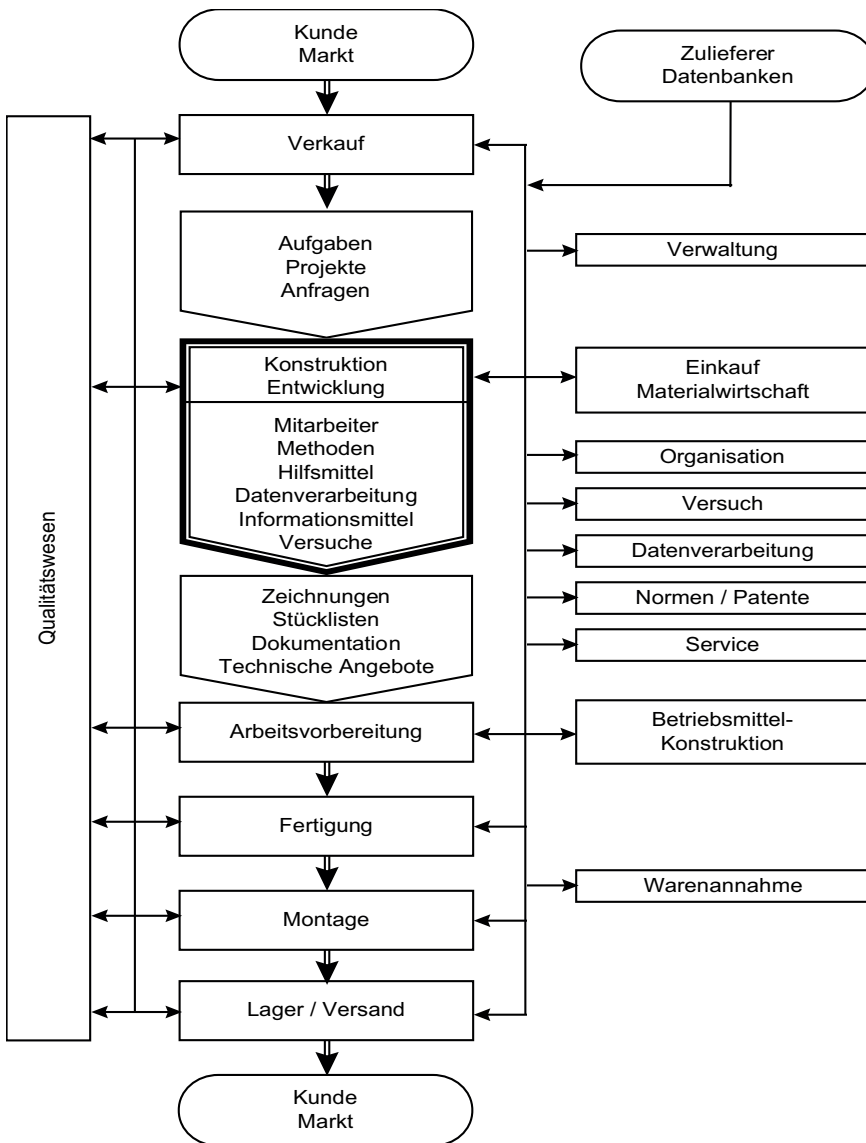 Kunde
Markt
Zulieferer
Datenbanken
Qualitätswesen
Verkauf
Aufgaben
Projekte
Anfragen
Verwaltung
Konstruktion
Entwicklung
Einkauf
Materialwirtschaft
Mitarbeiter
Methoden
Hilfsmittel
Datenverarbeitung
Informationsmittel
Versuche
Organisation
Versuch
Datenverarbeitung
Normen / Patente
Service
Zeichnungen
Stücklisten
Dokumentation
Technische Angebote
Arbeitsvorbereitung
Betriebsmittel-
Konstruktion
Fertigung
Warenannahme
Montage
Lager / Versand
Kunde
Markt